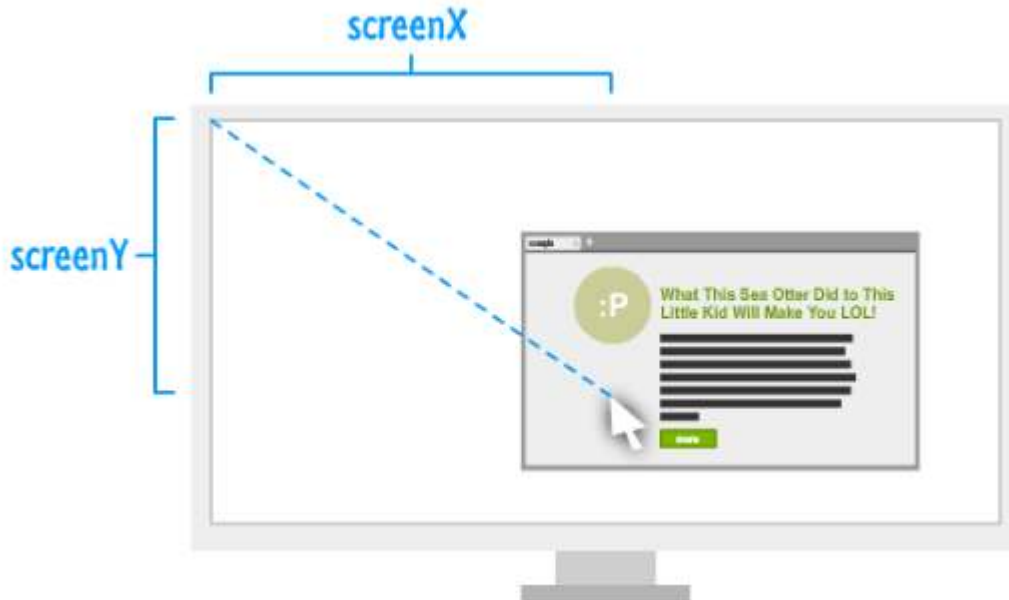 screenX
screenY
:P
What This Sea Otter Did to This
Little Kid Will Make You LOL!